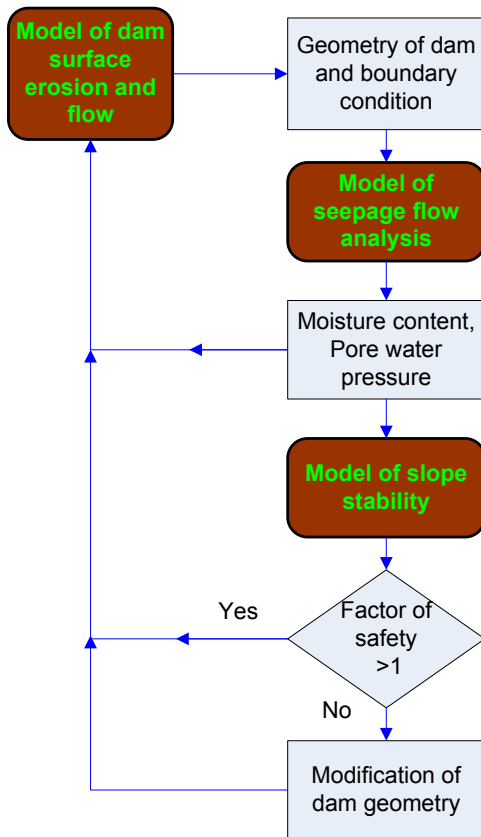 Model of dam
surface
erosion and
flow
Geometry of dam
and boundary
condition
Model of
seepage flow
analysis
Moisture content,
Pore water
pressure
Model of slope
stability
Factor of
safety
>1
Yes
No
Modification of
dam geometry